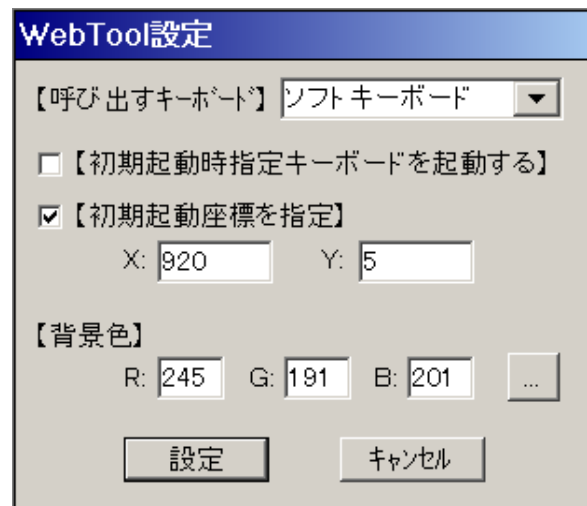 WebTool設定
【呼び出すキーボード】 ソフトキーボード
【初期起動時指定キーボードを起動する】
【初期起動座標を指定】
X: 920 Y: 5
【背景色】
R: 245 G: 191 B: 201 ...
設定 キャンセル